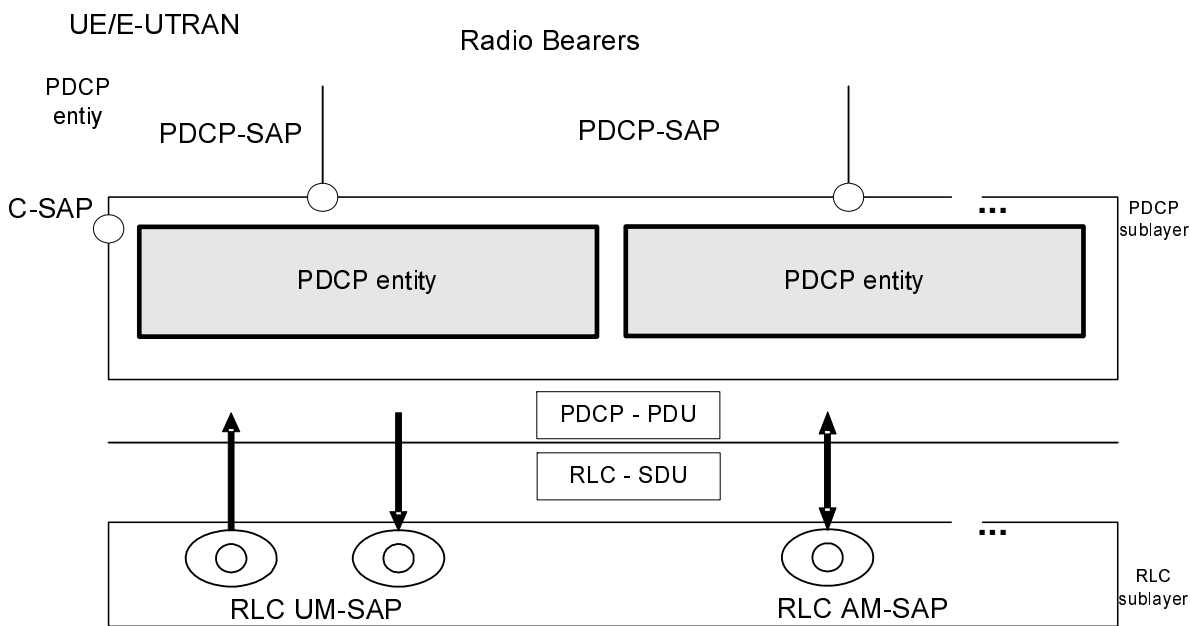 UE/E-UTRAN
Radio Bearers
PDCP
entiy
PDCP-SAP
PDCP-SAP
C-SAP
...
PDCP
sublayer
PDCP entity
PDCP entity
PDCP - PDU
RLC - SDU
...
RLC
sublayer
RLC UM-SAP
RLC AM-SAP